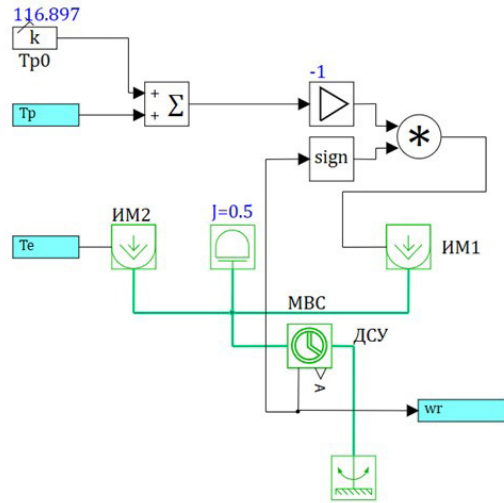 116.897
k
Tp0
Tp
+
+
Σ
-1
sign
*
Te
ИМ2
J=0.5
ИМ1
МВС
ДСУ
A
wr